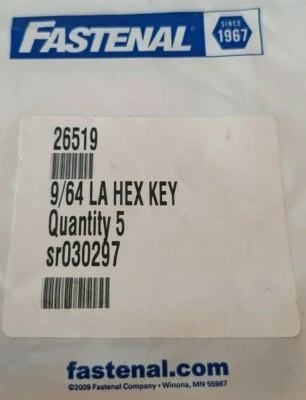 FASTENAL
SINCE
1967
26519
9/64 LA HEX KEY
Quantity 5
sr030297
fastenal.com
©2009 Fastenal Company • Winona, MN 55987